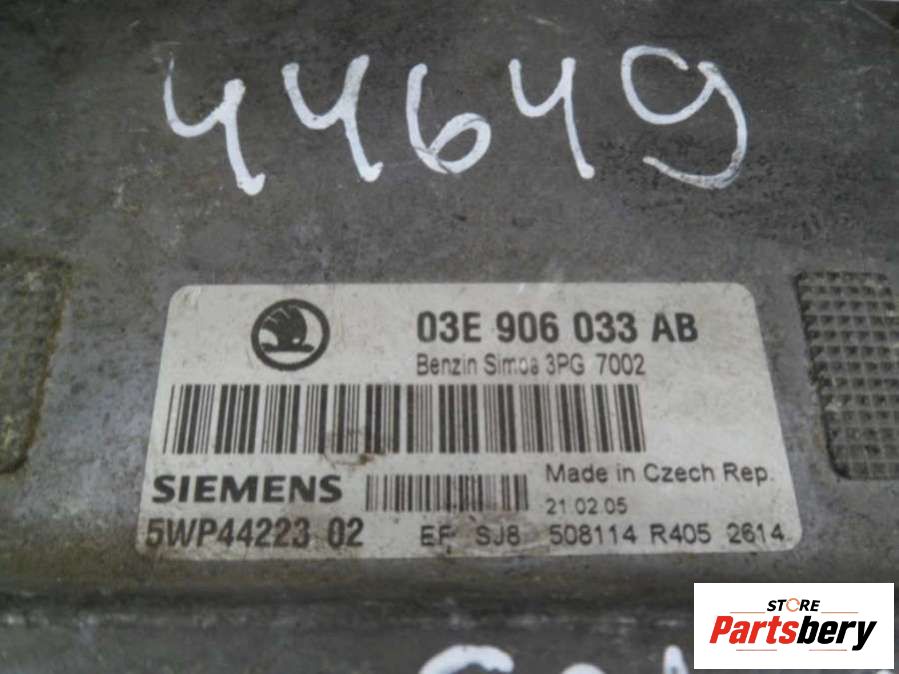 44649
03E 906 033 AB
Benzin Simos 3PG 7002
SIEMENS
Made in Czech Rep.
21.02.05
5WP44223 02
EF SJ8 508114 R405 2614
STORE
Partsbery